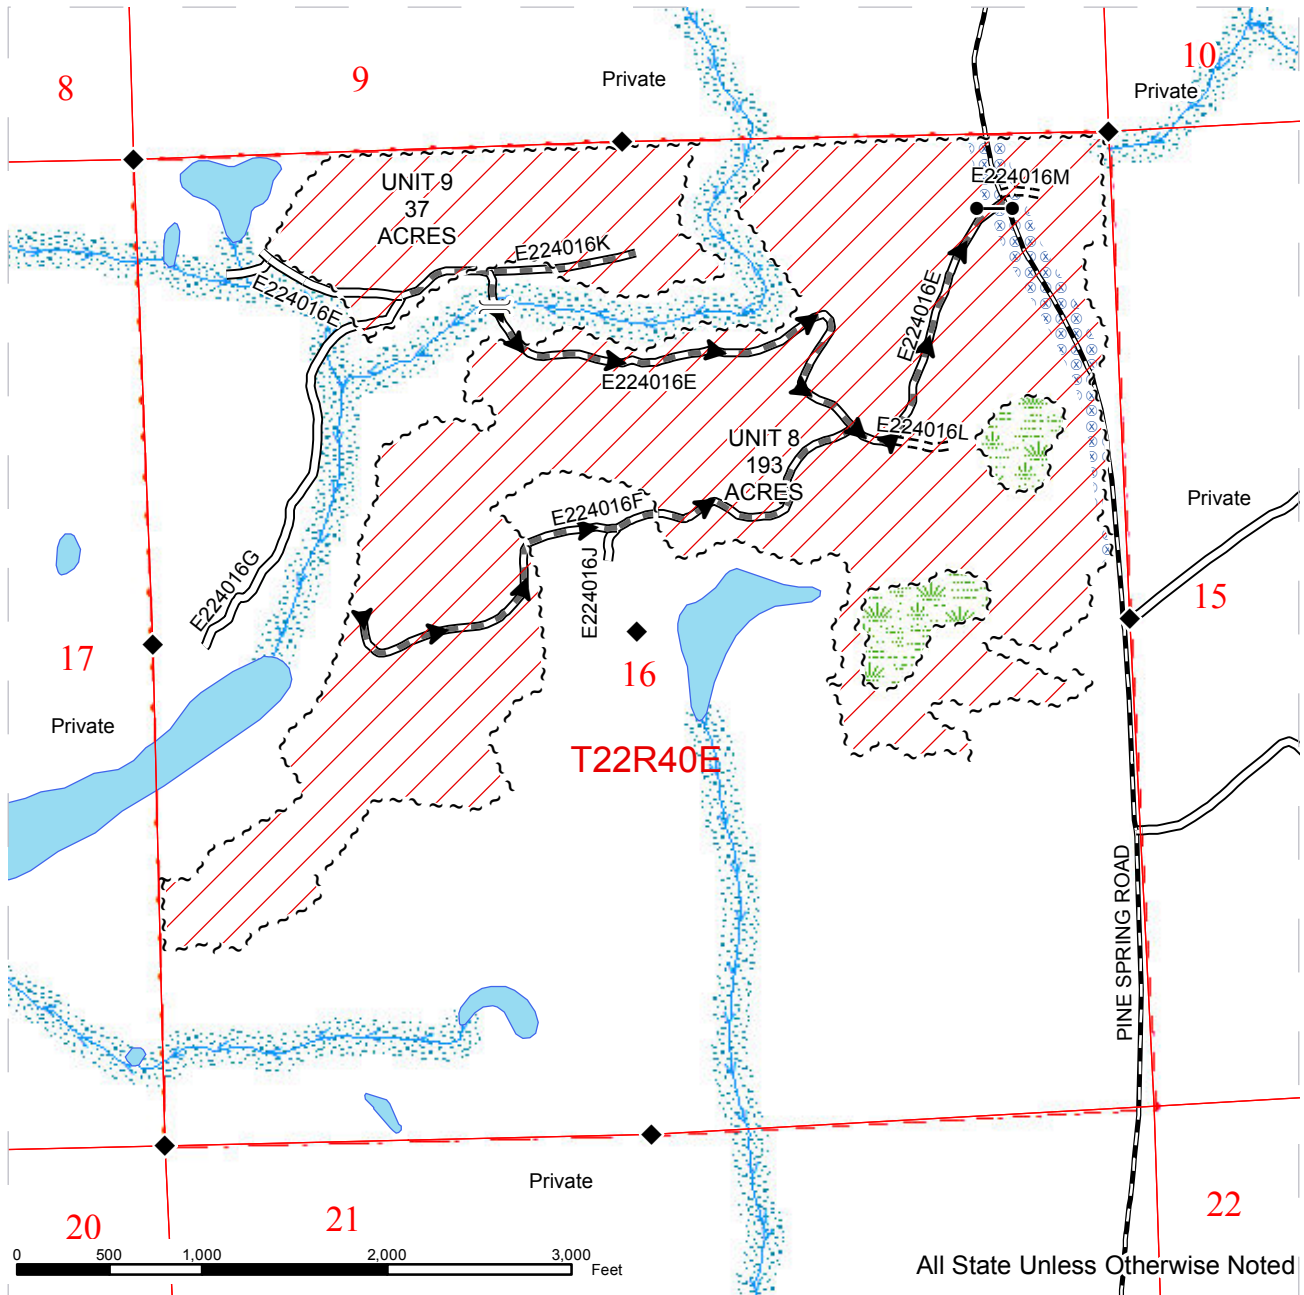 8
9
Private
10
Private
UNIT 9
37
ACRES
E224016M
E224016K
E224016E
E224016E
E224016E
E224016L
UNIT 8
193
ACRES
E224016F
E224016J
E224016G
Private
15
17
16
Private
T22R40E
PINE SPRING ROAD
Private
20
21
22
0 500 1,000 2,000 3,000
Feet
All State Unless Otherwise Noted